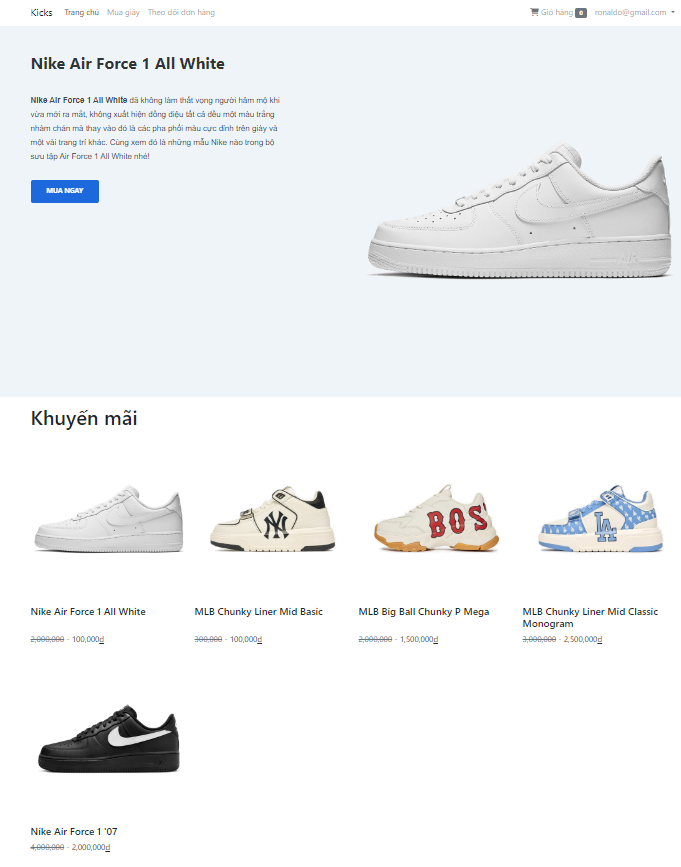 Kicks Trang chủ Mua giày Theo dõi đơn hàng Giỏ hàng 0 ronaldo@gmail.com
Nike Air Force 1 All White
Nike Air Force 1 All White đã không làm thất vọng người hâm mộ khi
vừa mới ra mắt, không xuất hiện đồng điệu tất cả đều một màu trắng
nhàm chán mà thay vào đó là các pha phối màu cực đỉnh trên giày và
một vài trang trí khác. Cùng xem đó là những mẫu Nike nào trong bộ
sưu tập Air Force 1 All White nhé!
MUA NGAY
Khuyến mãi
NY
BOS
LA
Nike Air Force 1 All White
MLB Chunky Liner Mid Basic
MLB Big Ball Chunky P Mega
MLB Chunky Liner Mid Classic
Monogram
2,000,000 - 100,000₫
300,000 - 100,000₫
2,000,000 - 1,500,000₫
3,000,000 - 2,500,000₫
Nike Air Force 1 '07
4,000,000 - 2,000,000₫